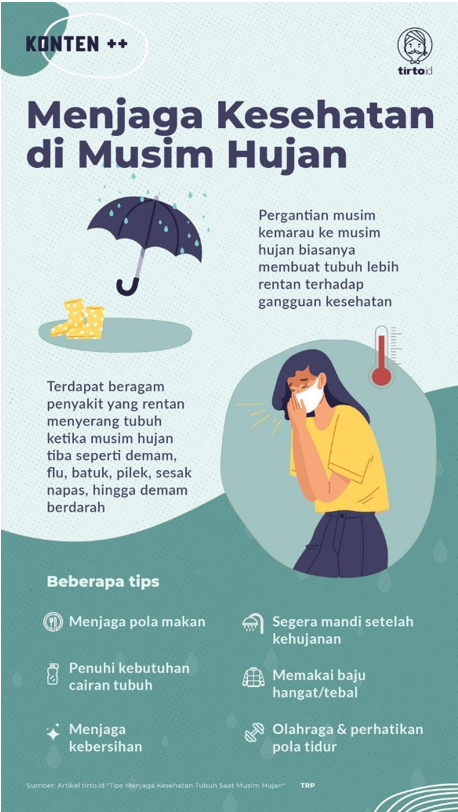 KONTEN ++
tirto.id
Menjaga Kesehatan
di Musim Hujan
Pergantian musim
kemarau ke musim
hujan biasanya
membuat tubuh lebih
rentan terhadap
gangguan kesehatan
Terdapat beragam
penyakit yang rentan
menyerang tubuh
ketika musim hujan
tiba seperti demam,
flu, batuk, pilek, sesak
napas, hingga demam
berdarah
Beberapa tips
Menjaga pola makan
Penuhi kebutuhan
cairan tubuh
Menjaga
kebersihan
Segera mandi setelah
kehujanan
Memakai baju
hangat/tebal
Olahraga & perhatikan
pola tidur
Sumber: Artikel tirto.id "Tips Menjaga Kesehatan Tubuh Saat Musim Hujan" TRP